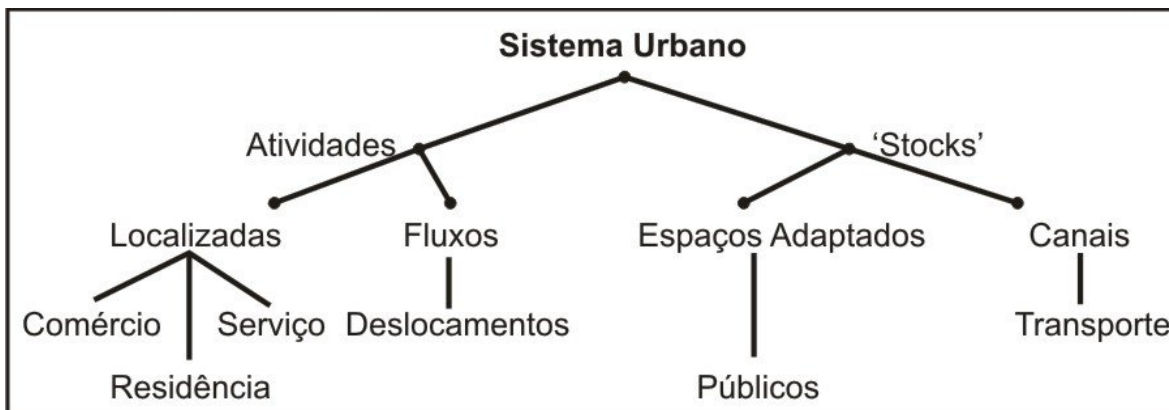 Sistema Urbano
Atividades
'Stocks'
Localizadas
Fluxos
Espaços Adaptados
Canais
Comércio
Serviço
Deslocamentos
Transporte
Residência
Públicos